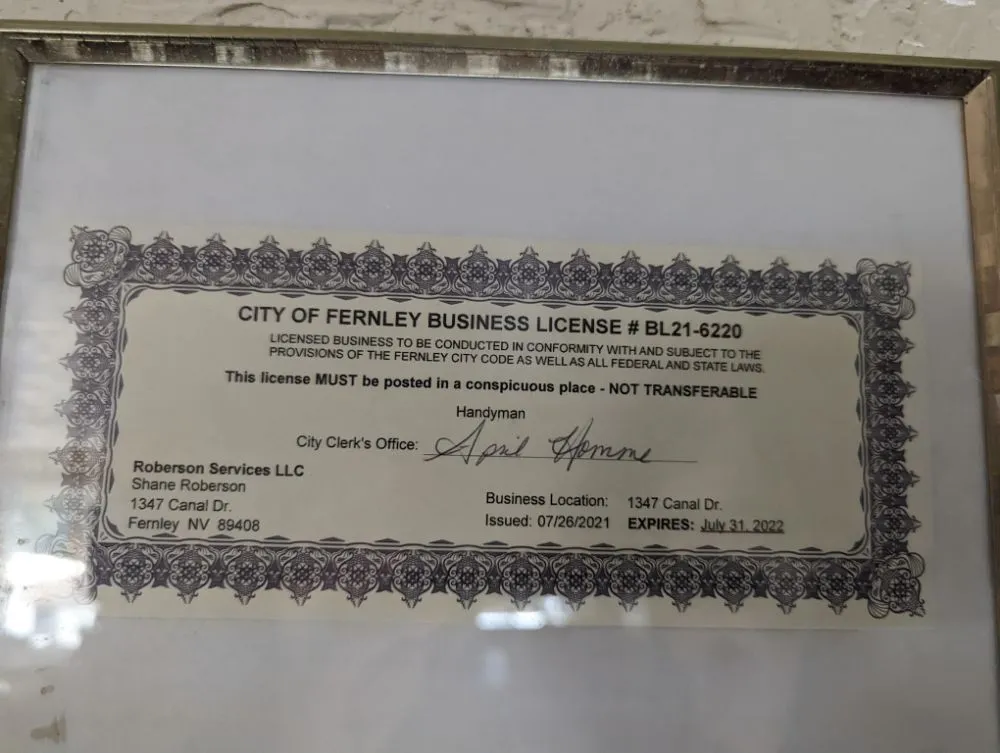 CITY OF FERNLEY BUSINESS LICENSE # BL21-6220
LICENSED BUSINESS TO BE CONDUCTED IN CONFORMITY WITH AND SUBJECT TO THE
PROVISIONS OF THE FERNLEY CITY CODE AS WELL AS ALL FEDERAL AND STATE LAWS.
This license MUST be posted in a conspicuous place - NOT TRANSFERABLE
Handyman
City Clerk's Office: April Homme
Roberson Services LLC
Shane Roberson
1347 Canal Dr.
Fernley NV 89408
Business Location: 1347 Canal Dr.
Issued: 07/26/2021 EXPIRES: July 31, 2022